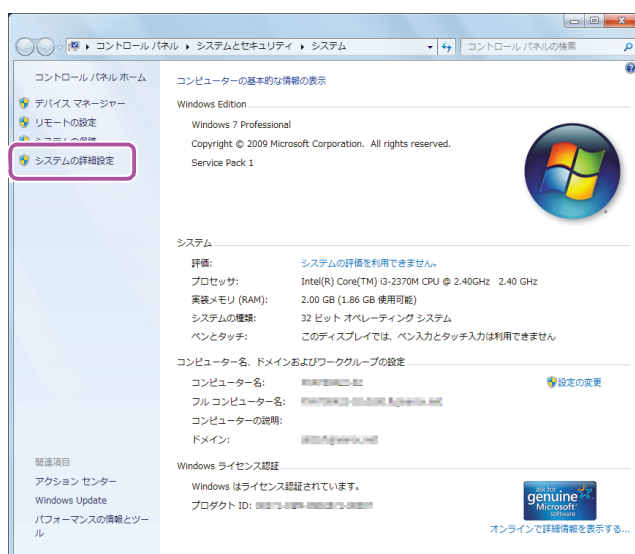 コントロール パネル ▸ システムとセキュリティ ▸ システム
コントロール パネルの検索
コントロール パネル ホーム
デバイス マネージャー
リモートの設定
システムの保護
システムの詳細設定
コンピューターの基本的な情報の表示
Windows Edition
Windows 7 Professional
Copyright © 2009 Microsoft Corporation. All rights reserved.
Service Pack 1
システム
評価: システムの評価を利用できません。
プロセッサ: Intel(R) Core(TM) i3-2370M CPU @ 2.40GHz 2.40 GHz
実装メモリ (RAM): 2.00 GB (1.86 GB 使用可能)
システムの種類: 32 ビット オペレーティング システム
ペンとタッチ: このディスプレイでは、ペン入力とタッチ入力は利用できません
コンピューター名、ドメインおよびワークグループの設定
コンピューター名:
設定の変更
フル コンピューター名:
コンピューターの説明:
ドメイン:
Windows ライセンス認証
Windows はライセンス認証されています。
プロダクト ID:
ask for
genuine
Microsoft
software
オンラインで詳細情報を表示する...
関連項目
アクション センター
Windows Update
パフォーマンスの情報とツー
ル